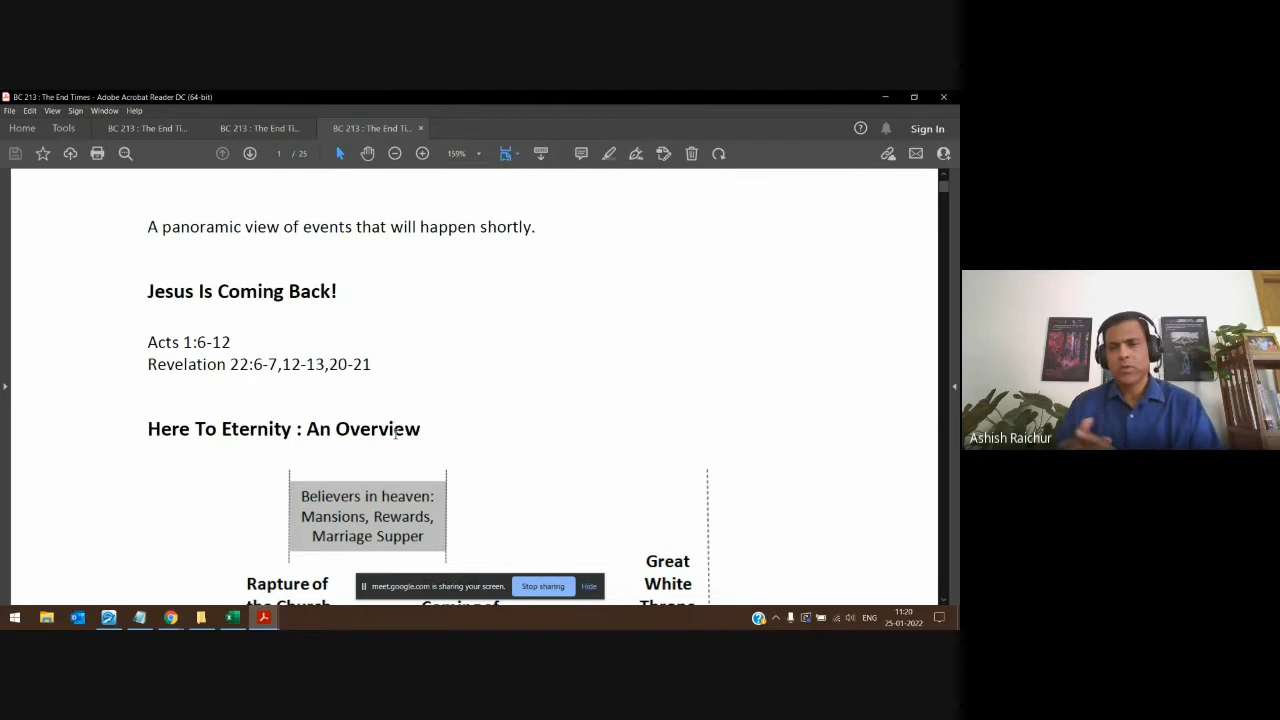 BC 213 : The End Times - Adobe Acrobat Reader DC (64-bit)
File Edit View Sign Window Help
Home Tools BC 213 : The End Ti... BC 213 : The End Ti... BC 213 : The End Ti... ×
Sign In
1 / 25 159%
A panoramic view of events that will happen shortly.
Jesus Is Coming Back!
Acts 1:6-12
Revelation 22:6-7,12-13,20-21
Here To Eternity : An Overview
Believers in heaven:
Mansions, Rewards,
Marriage Supper
Great
White
Throne
Rapture of
the Church
Coming of
meet.google.com is sharing your screen. Stop sharing Hide
ENG
11:20
25-01-2022
Ashish Raichur